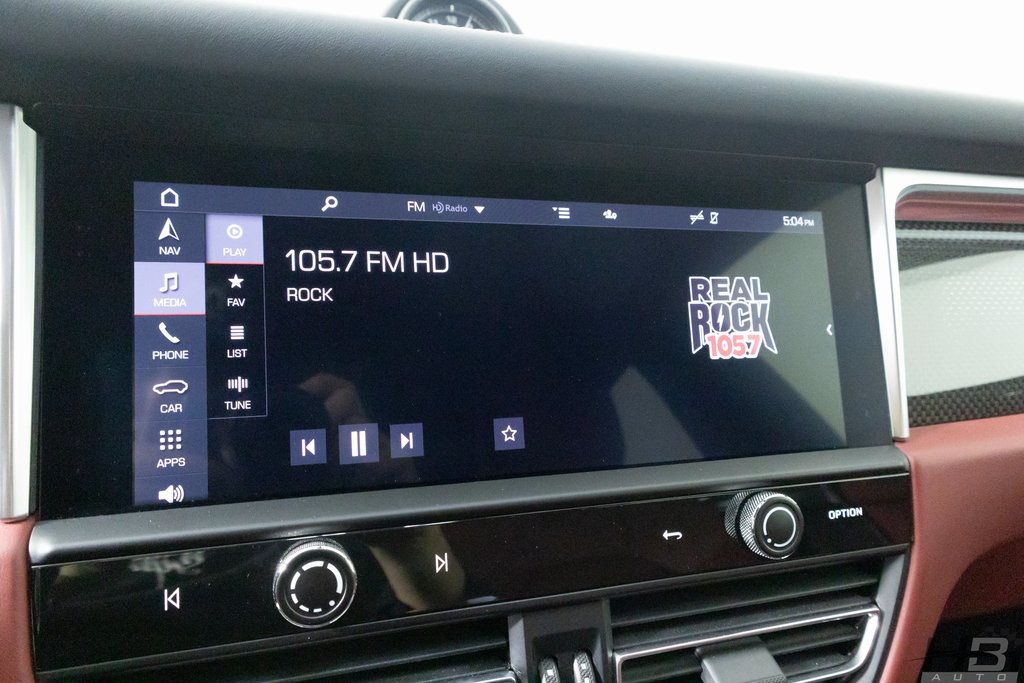 FM HD Radio
5:04 PM
NAV
MEDIA
PHONE
CAR
APPS
PLAY
FAV
LIST
TUNE
105.7 FM HD
ROCK
REAL
ROCK
105.7
OPTION
B
AUTO